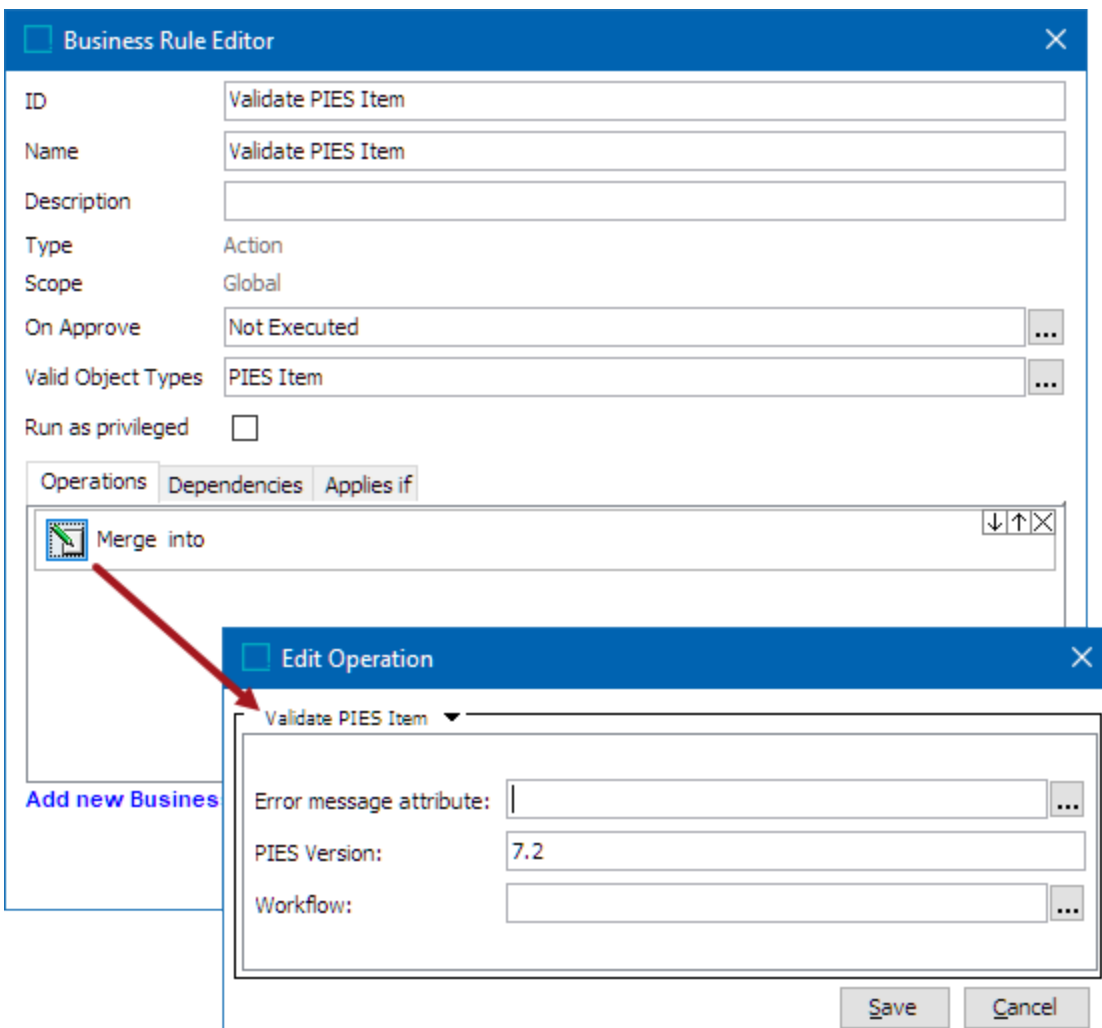 Business Rule Editor
ID Validate PIES Item
Name Validate PIES Item
Description
Type Action
Scope Global
On Approve Not Executed ...
Valid Object Types PIES Item ...
Run as privileged
Operations Dependencies Applies if
Merge into
Edit Operation
Validate PIES Item
Add new Busines
Error message attribute: ...
PIES Version: 7.2
Workflow: ...
Save Cancel